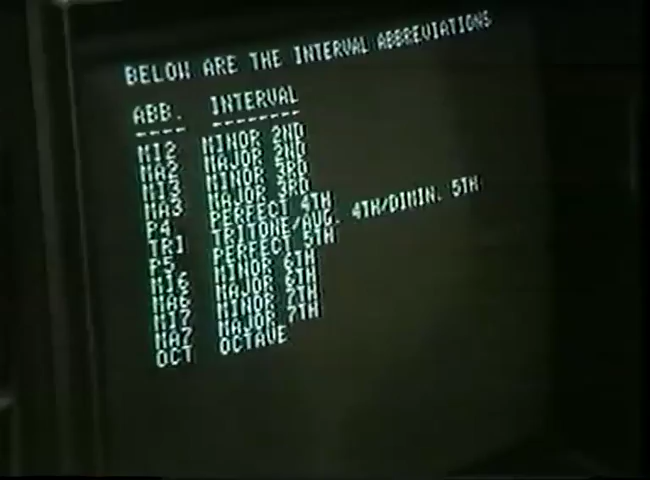 BELOW ARE THE INTERVAL ABBREVIATIONS
ABB. INTERVAL
---- --------
MI2 MINOR 2ND
MA2 MAJOR 2ND
MI3 MINOR 3RD
MA3 MAJOR 3RD
P4 PERFECT 4TH
TRI TRITONE/AUG. 4TH/DIMIN. 5TH
P5 PERFECT 5TH
MI6 MINOR 6TH
MA6 MAJOR 6TH
MI7 MINOR 7TH
MA7 MAJOR 7TH
OCT OCTAVE